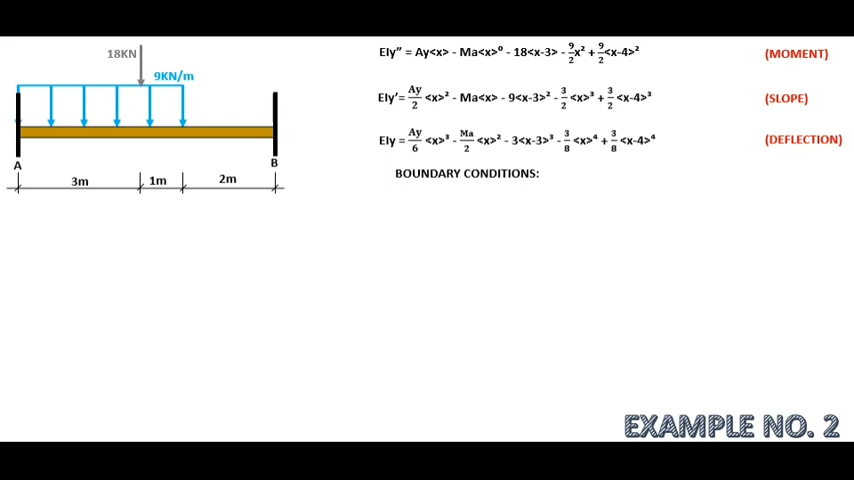 18KN
9KN/m
A
B
3m
1m
2m
EIy" = Ay<x> - Ma<x>⁰ - 18<x-3> - 9/2 x² + 9/2 <x-4>²
(MOMENT)
EIy'= Ay/2 <x>² - Ma<x> - 9<x-3>² - 3/2 <x>³ + 3/2 <x-4>³
(SLOPE)
EIy = Ay/6 <x>³ - Ma/2 <x>² - 3<x-3>³ - 3/8 <x>⁴ + 3/8 <x-4>⁴
(DEFLECTION)
BOUNDARY CONDITIONS:
EXAMPLE NO. 2